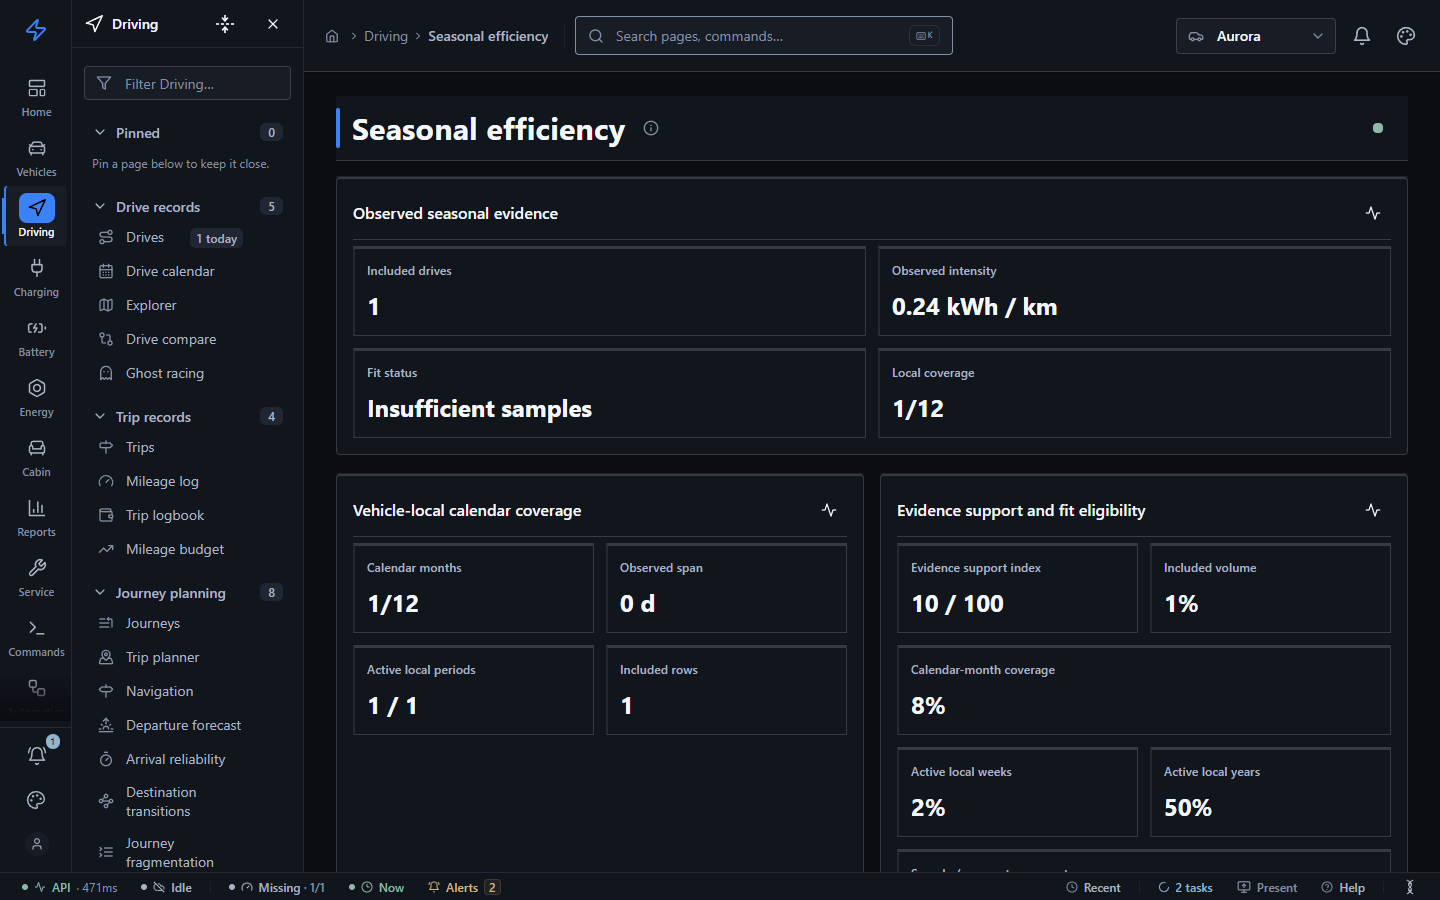 Driving
Driving
Seasonal efficiency
Search pages, commands...
K
Aurora
Home
Vehicles
Driving
Charging
Battery
Energy
Cabin
Reports
Service
Commands
1
Filter Driving...
Pinned
0
Pin a page below to keep it close.
Drive records
5
Drives
1 today
Drive calendar
Explorer
Drive compare
Ghost racing
Trip records
4
Trips
Mileage log
Trip logbook
Mileage budget
Journey planning
8
Journeys
Trip planner
Navigation
Departure forecast
Arrival reliability
Destination
transitions
Journey
fragmentation
Seasonal efficiency
Observed seasonal evidence
Included drives
1
Observed intensity
0.24 kWh / km
Fit status
Insufficient samples
Local coverage
1/12
Vehicle-local calendar coverage
Calendar months
1/12
Observed span
0 d
Active local periods
1 / 1
Included rows
1
Evidence support and fit eligibility
Evidence support index
10 / 100
Included volume
1%
Calendar-month coverage
8%
Active local weeks
2%
Active local years
50%
API · 471ms
Idle
Missing · 1/1
Now
Alerts 2
Recent
2 tasks
Present
Help